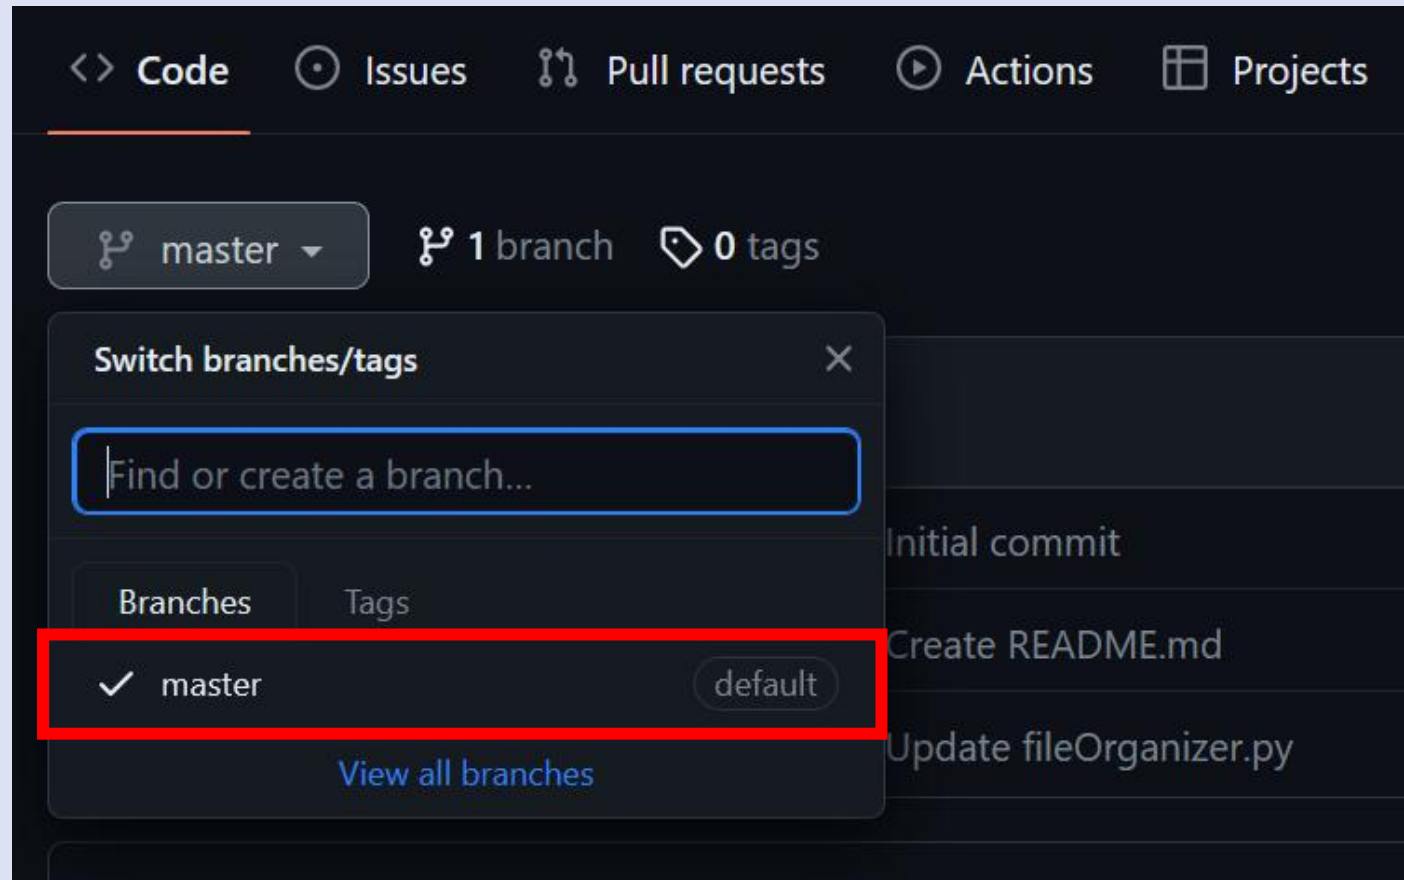 Code Issues Pull requests Actions Projects
master 1 branch 0 tags
Switch branches/tags
Find or create a branch...
Initial commit
Branches Tags
Create README.md
master default
Update fileOrganizer.py
View all branches